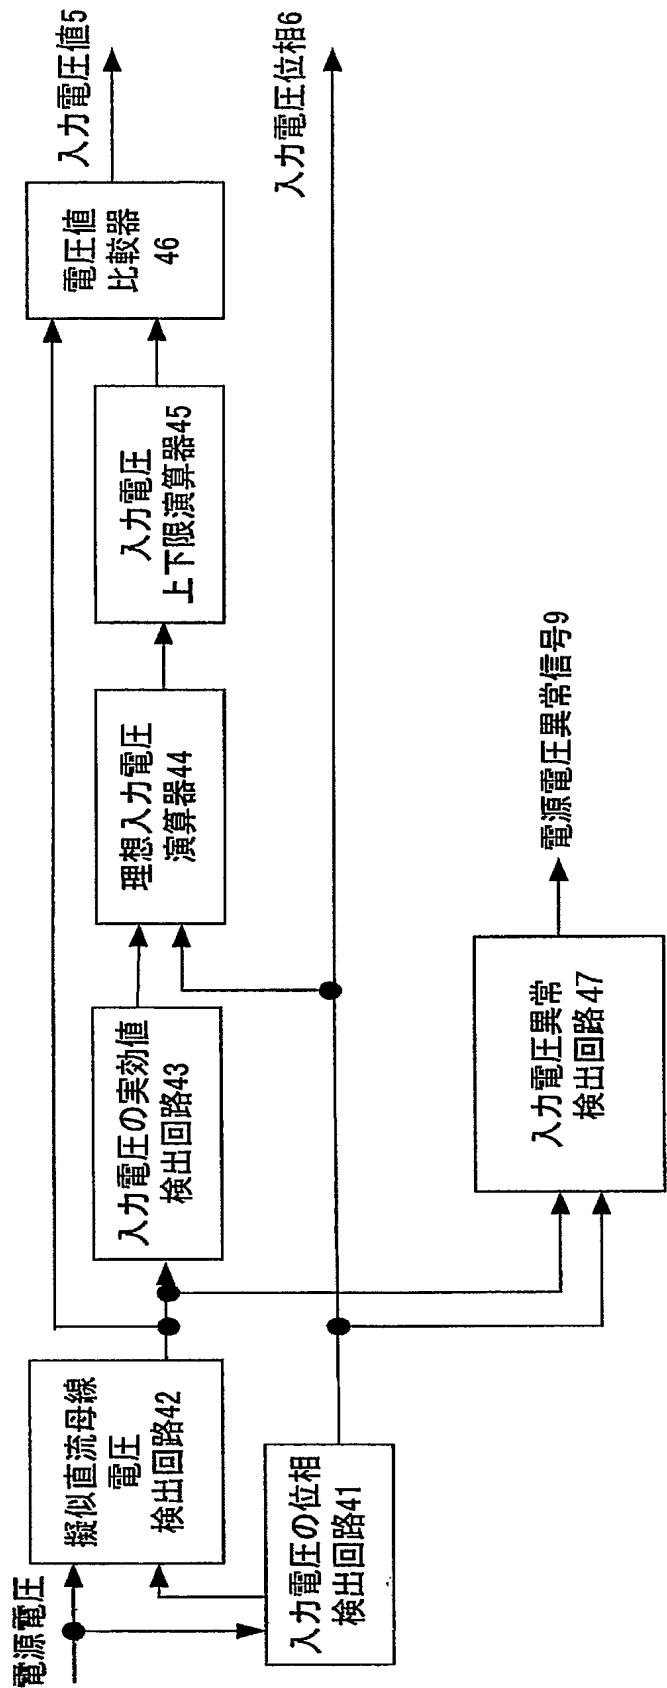 電源電圧
擬似直流母線
電圧
検出回路42
入力電圧の位相
検出回路41
入力電圧の実効値
検出回路43
理想入力電圧
演算器44
入力電圧
上下限演算器45
電圧値
比較器
46
入力電圧値5
入力電圧位相6
入力電圧異常
検出回路47
電源電圧異常信号9